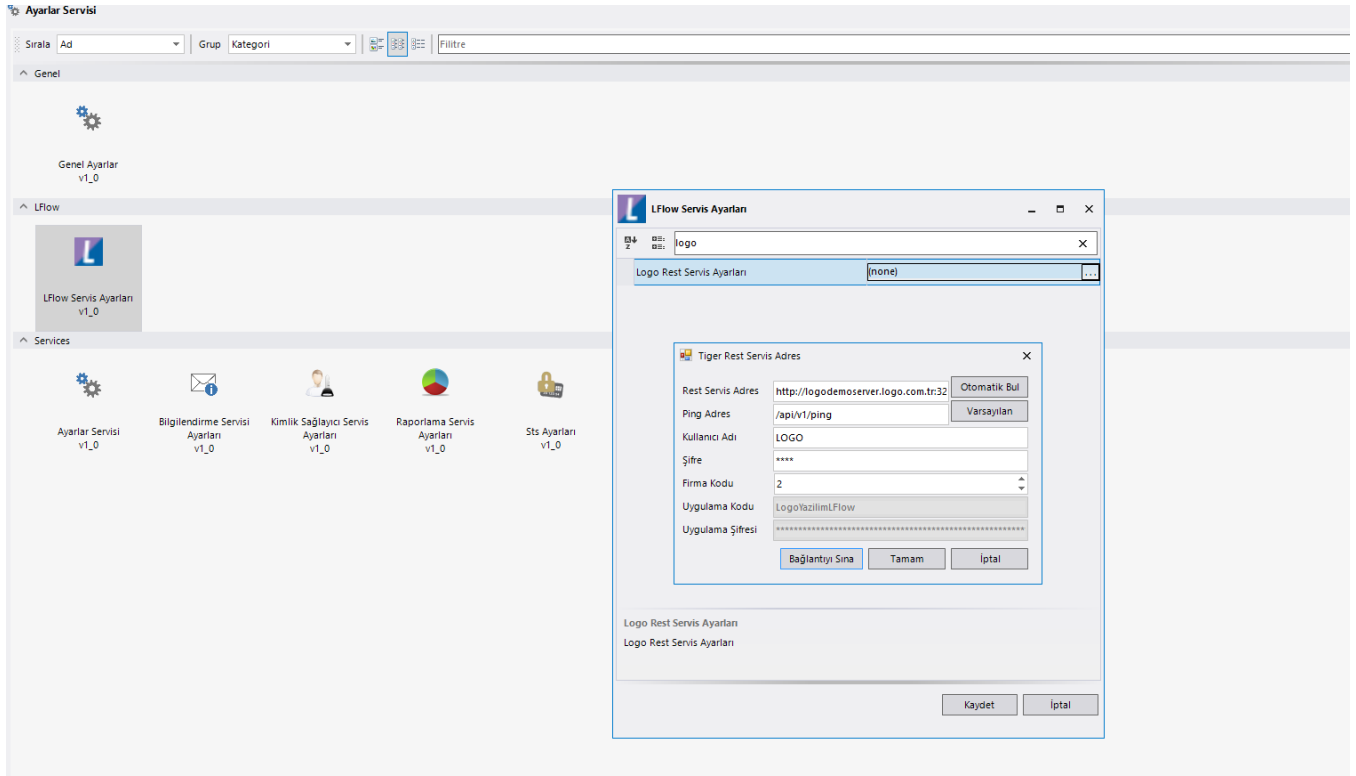 Ayarlar Servisi
Sırala Ad Grup Kategori Filitre
Genel
Genel Ayarlar
v1_0
LFlow
LFlow Servis Ayarları
v1_0
Services
Ayarlar Servisi
v1_0
Bilgilendirme Servisi
Ayarları
v1_0
Kimlik Sağlayıcı Servis
Ayarları
v1_0
Raporlama Servis
Ayarları
v1_0
Sts Ayarları
v1_0
LFlow Servis Ayarları
logo
Logo Rest Servis Ayarları (none) ...
Tiger Rest Servis Adres
Rest Servis Adres http://logodemoserver.logo.com.tr:32 Otomatik Bul
Ping Adres /api/v1/ping Varsayılan
Kullanıcı Adı LOGO
Şifre ****
Firma Kodu 2
Uygulama Kodu LogoYazilimLFlow
Uygulama Şifresi
Bağlantıyı Sına Tamam İptal
Logo Rest Servis Ayarları
Logo Rest Servis Ayarları
Kaydet İptal